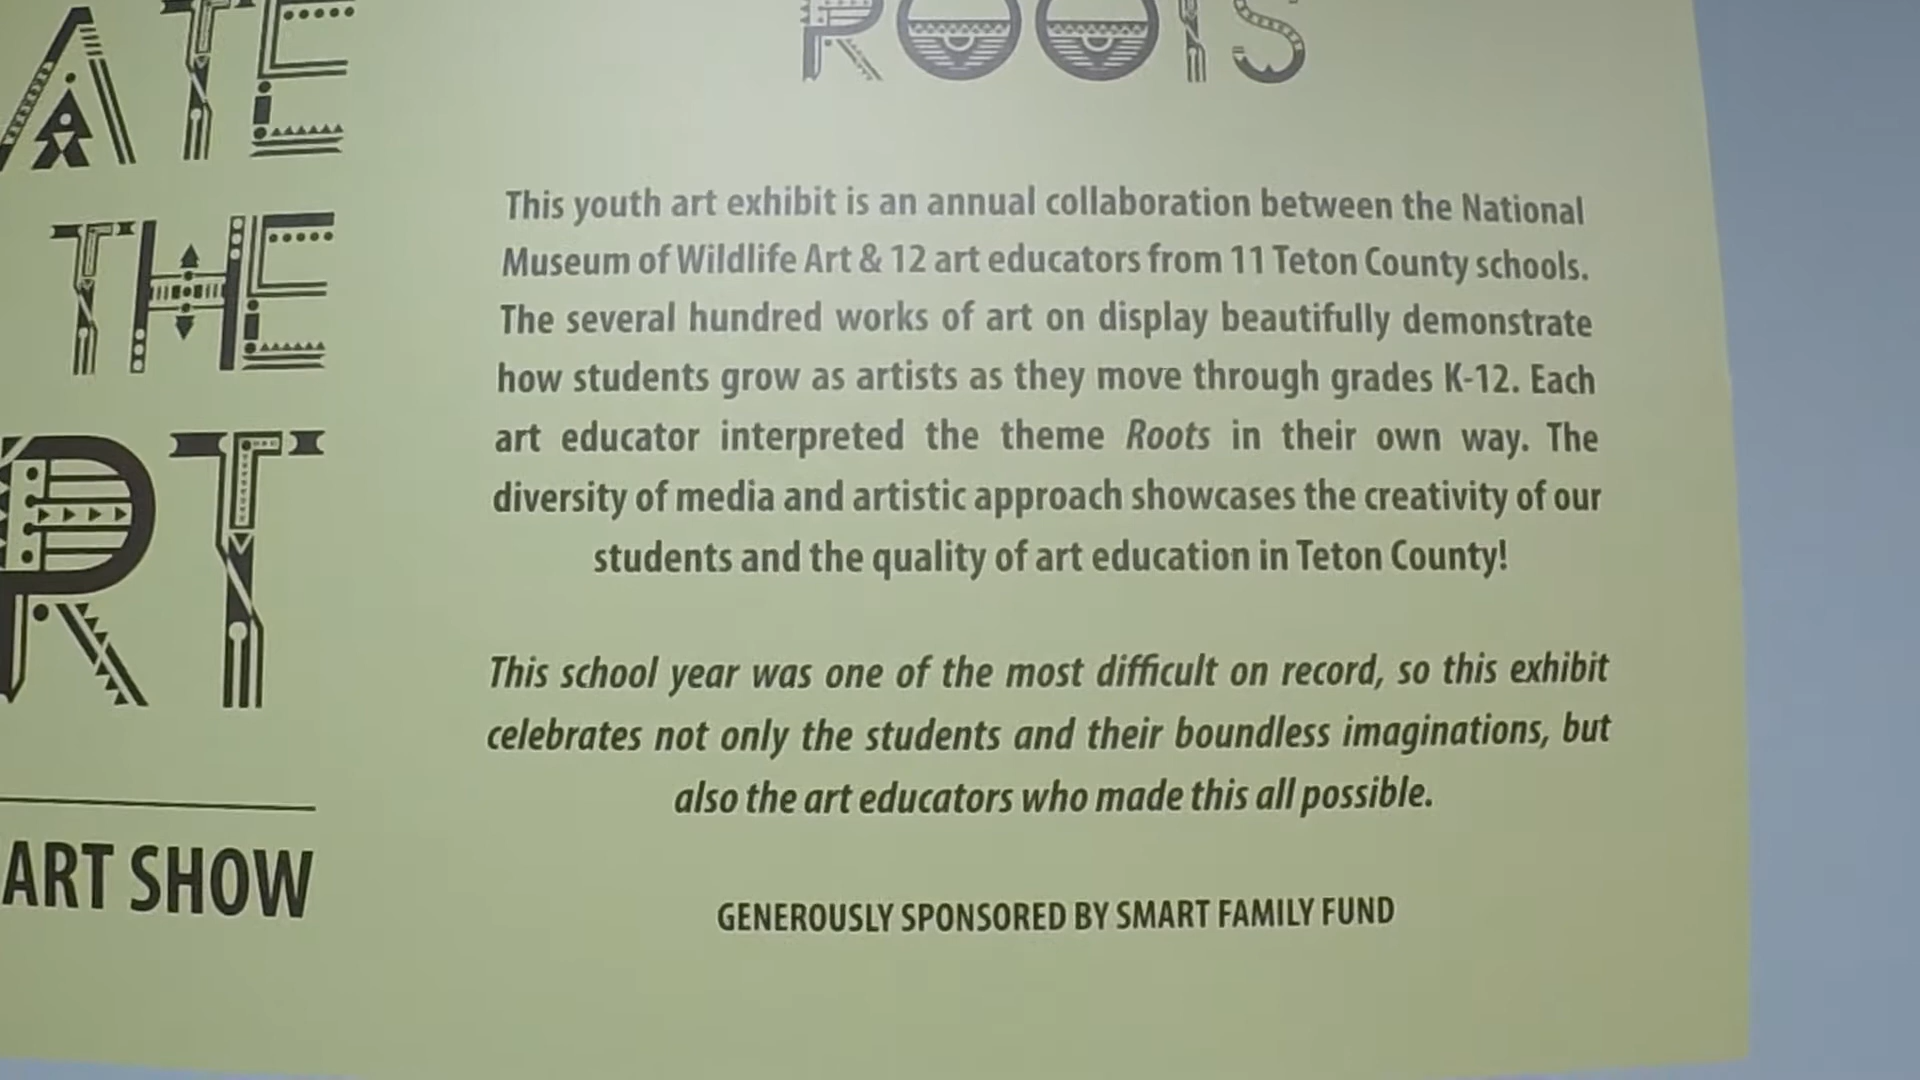 ATE
THE
ART SHOW
ROOTS
This youth art exhibit is an annual collaboration between the National
Museum of Wildlife Art & 12 art educators from 11 Teton County schools.
The several hundred works of art on display beautifully demonstrate
how students grow as artists as they move through grades K-12. Each
art educator interpreted the theme Roots in their own way. The
diversity of media and artistic approach showcases the creativity of our
students and the quality of art education in Teton County!
This school year was one of the most difficult on record, so this exhibit
celebrates not only the students and their boundless imaginations, but
also the art educators who made this all possible.
GENEROUSLY SPONSORED BY SMART FAMILY FUND